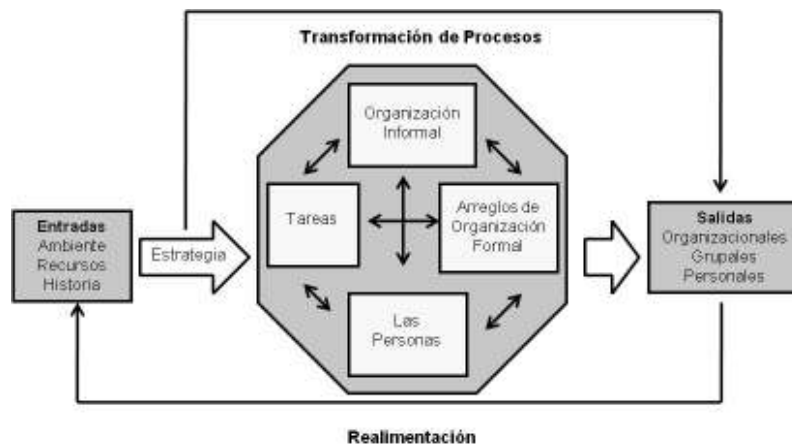 Transformación de Procesos
Organización
Informal
Tareas
Arreglos de
Organización
Formal
Las
Personas
Entradas
Ambiente
Recursos
Historia
Estrategia
Salidas
Organizacionales
Grupales
Personales
Realimentación